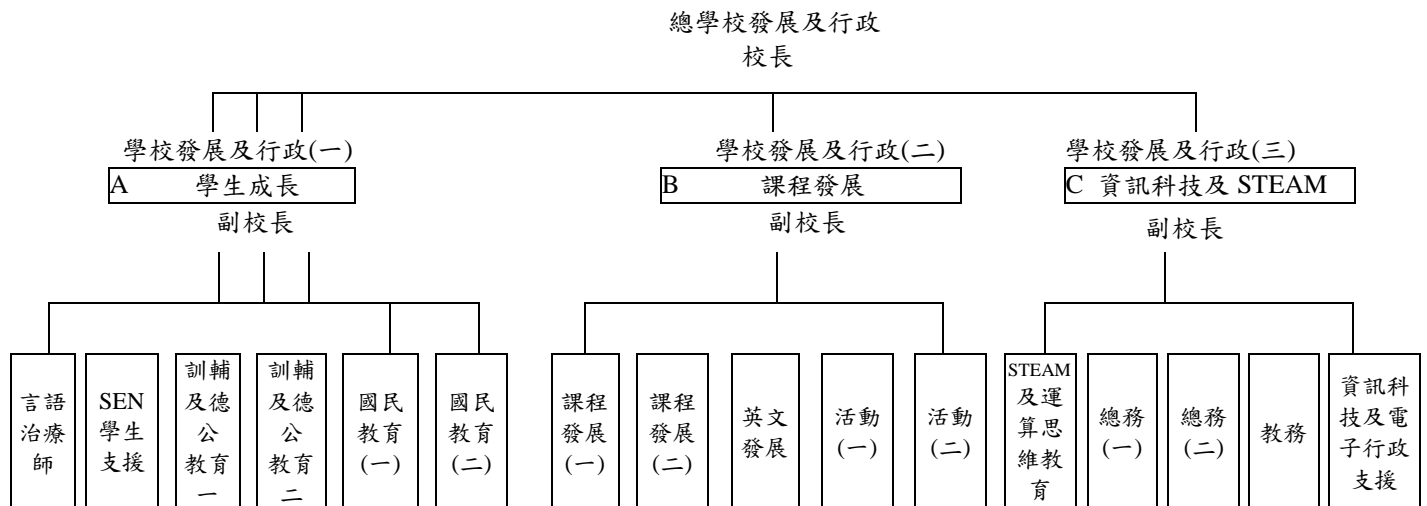 總學校發展及行政
校長
學校發展及行政(一)
A 學生成長
副校長
學校發展及行政(二)
B 課程發展
副校長
學校發展及行政(三)
C 資訊科技及 STEAM
副校長
言語
治療
師
SEN
學生
支援
訓輔
及德
公
教育
一
訓輔
及德
公
教育
二
國民
教育
(一)
國民
教育
(二)
課程
發展
(一)
課程
發展
(二)
英文
發展
活動
(一)
活動
(二)
STEAM
及運
算思
維教
育
總務
(一)
總務
(二)
教務
資訊科
技及電
子行政
支援